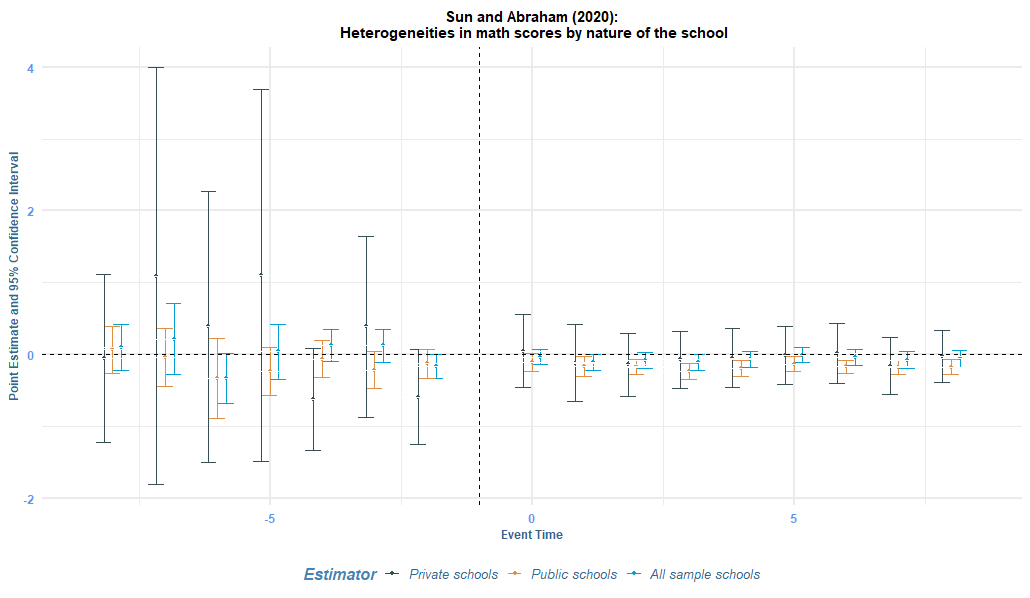 Sun and Abraham (2020):
Heterogeneities in math scores by nature of the school
Point Estimate and 95% Confidence Interval
4
2
0
-2
-5
0
5
Event Time
Estimator Private schools Public schools All sample schools